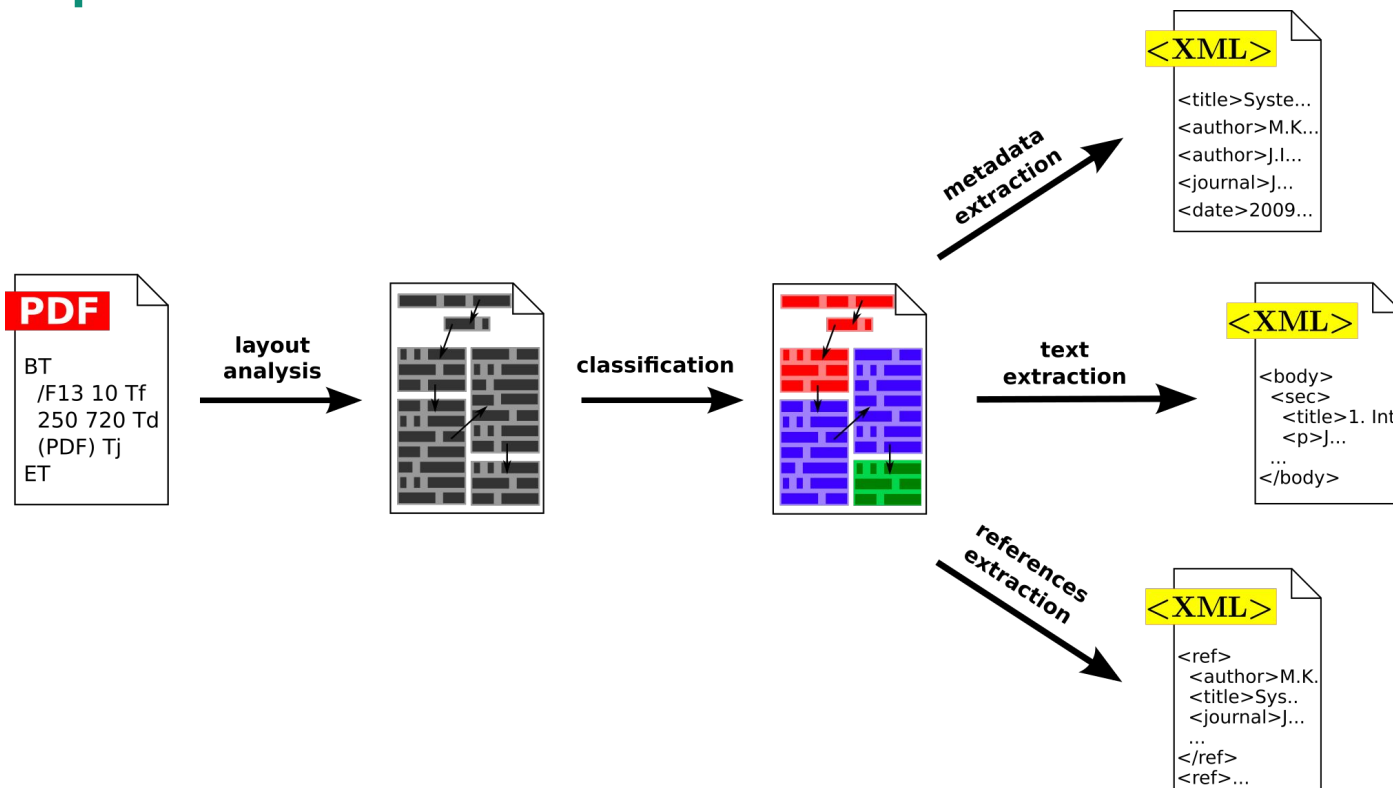 PDF
BT
/F13 10 Tf
250 720 Td
(PDF) Tj
ET
layout
analysis
classification
metadata
extraction
<XML>
<title>Syste...
<author>M.K...
<author>J.I...
<journal>J...
<date>2009...
text
extraction
<XML>
<body>
<sec>
<title>1. Int
<p>J...
...
</body>
references
extraction
<XML>
<ref>
<author>M.K.
<title>Sys..
<journal>J...
...
</ref>
<ref>...